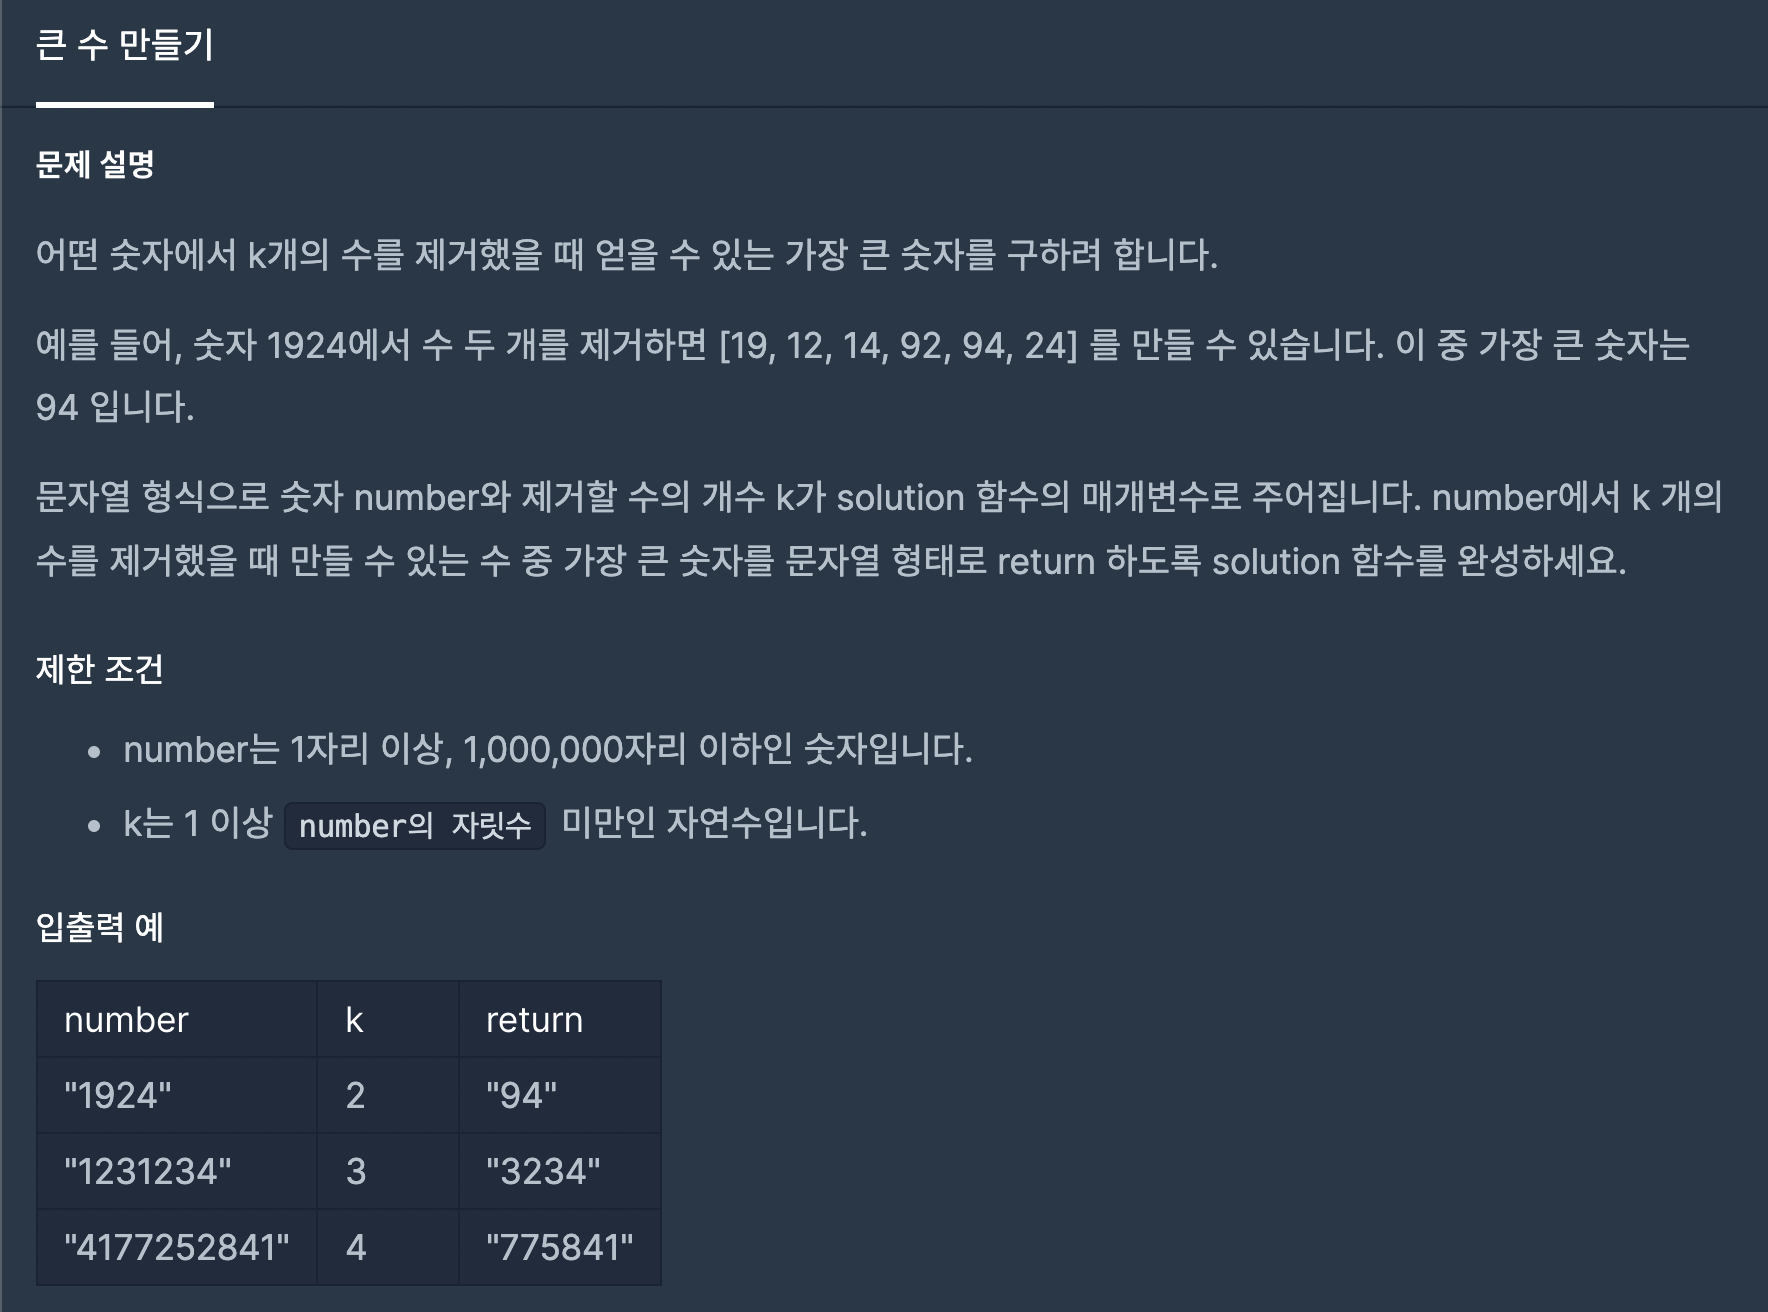 큰 수 만들기
문제 설명
어떤 숫자에서 k개의 수를 제거했을 때 얻을 수 있는 가장 큰 숫자를 구하려 합니다.
예를 들어, 숫자 1924에서 수 두 개를 제거하면 [19, 12, 14, 92, 94, 24] 를 만들 수 있습니다. 이 중 가장 큰 숫자는
94 입니다.
문자열 형식으로 숫자 number와 제거할 수의 개수 k가 solution 함수의 매개변수로 주어집니다. number에서 k 개의
수를 제거했을 때 만들 수 있는 수 중 가장 큰 숫자를 문자열 형태로 return 하도록 solution 함수를 완성하세요.
제한 조건
• number는 1자리 이상, 1,000,000자리 이하인 숫자입니다.
• k는 1 이상 number의 자릿수 미만인 자연수입니다.
입출력 예
number k return
"1924" 2 "94"
"1231234" 3 "3234"
"4177252841" 4 "775841"